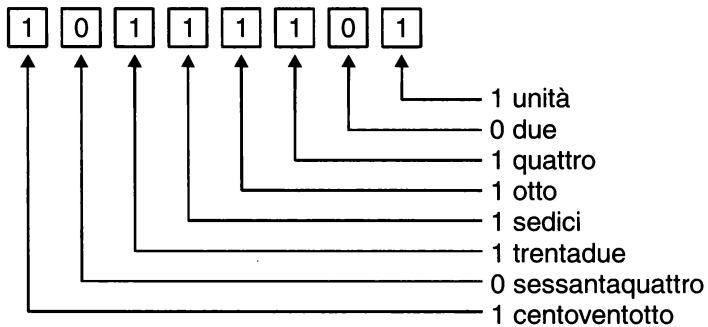 1 0 1 1 1 1 0 1
1 unità
0 due
1 quattro
1 otto
1 sedici
1 trentadue
0 sessantaquattro
1 centoventotto